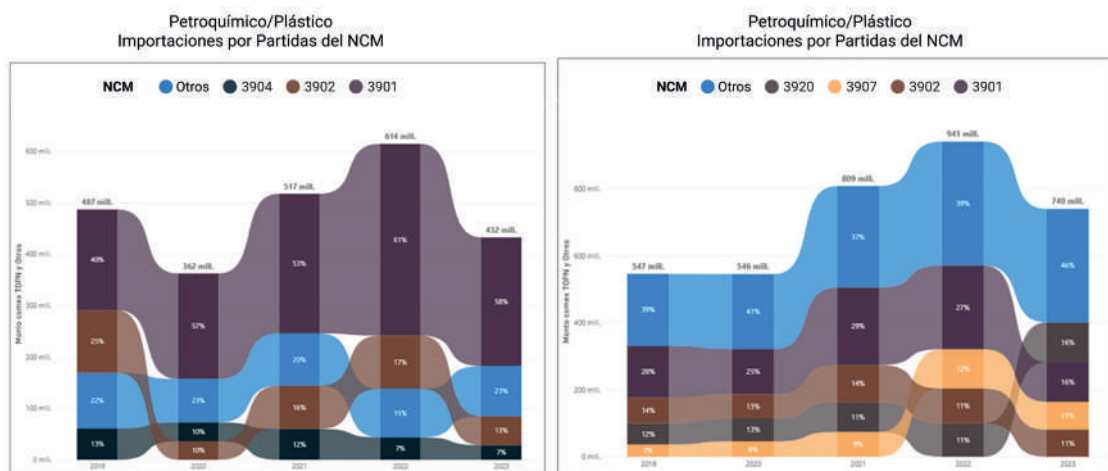 Petroquímico/Plástico
Importaciones por Partidas del NCM
NCM Otros 3904 3902 3901
Monto comex TOPN y Otros
600 mill.
500 mill.
400 mill.
300 mill.
200 mill.
100 mill.
0 mill.
487 mill.
40%
25%
22%
13%
362 mill.
57%
23%
10%
10%
517 mill.
53%
20%
16%
12%
614 mill.
61%
17%
15%
7%
432 mill.
58%
23%
13%
7%
2019 2020 2021 2022 2023
Petroquímico/Plástico
Importaciones por Partidas del NCM
NCM Otros 3920 3907 3902 3901
Monto comex TOPN y Otros
800 mill.
600 mill.
400 mill.
200 mill.
0 mill.
547 mill.
39%
28%
14%
12%
7%
546 mill.
41%
25%
13%
13%
8%
809 mill.
37%
29%
14%
11%
9%
941 mill.
39%
27%
12%
11%
11%
740 mill.
46%
16%
16%
11%
11%
2019 2020 2021 2022 2023